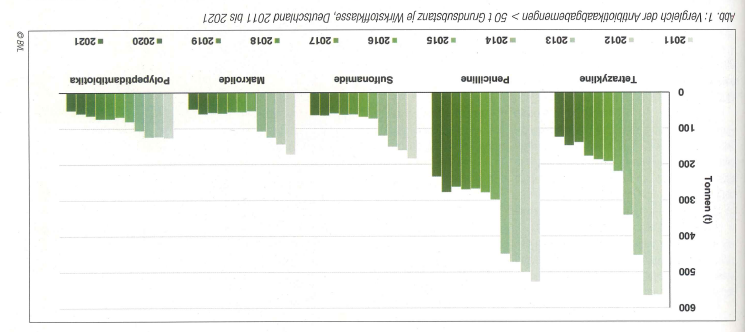 600
500
400
300
200
100
0
Tonnen (t)
Tetrazykline
Penicilline
Sulfonamide
Makrolide
Polypeptidantibiotika
2011
2012
2013
2014
2015
2016
2017
2018
2019
2020
2021
© BVL
Abb. 1: Vergleich der Antibiotikaabgabemengen > 50 t Grundsubstanz je Wirkstoffklasse, Deutschland 2011 bis 2021